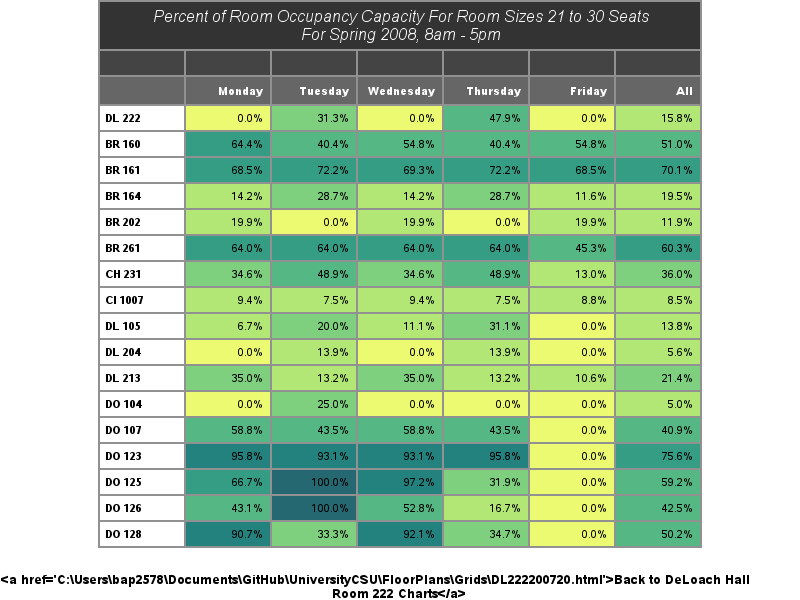 Percent of Room Occupancy Capacity For Room Sizes 21 to 30 Seats
For Spring 2008, 8am - 5pm
Monday Tuesday Wednesday Thursday Friday All
DL 222 0.0% 31.3% 0.0% 47.9% 0.0% 15.8%
BR 160 64.4% 40.4% 54.8% 40.4% 54.8% 51.0%
BR 161 68.5% 72.2% 69.3% 72.2% 68.5% 70.1%
BR 164 14.2% 28.7% 14.2% 28.7% 11.6% 19.5%
BR 202 19.9% 0.0% 19.9% 0.0% 19.9% 11.9%
BR 261 64.0% 64.0% 64.0% 64.0% 45.3% 60.3%
CH 231 34.6% 48.9% 34.6% 48.9% 13.0% 36.0%
CI 1007 9.4% 7.5% 9.4% 7.5% 8.8% 8.5%
DL 105 6.7% 20.0% 11.1% 31.1% 0.0% 13.8%
DL 204 0.0% 13.9% 0.0% 13.9% 0.0% 5.6%
DL 213 35.0% 13.2% 35.0% 13.2% 10.6% 21.4%
DO 104 0.0% 25.0% 0.0% 0.0% 0.0% 5.0%
DO 107 58.8% 43.5% 58.8% 43.5% 0.0% 40.9%
DO 123 95.8% 93.1% 93.1% 95.8% 0.0% 75.6%
DO 125 66.7% 100.0% 97.2% 31.9% 0.0% 59.2%
DO 126 43.1% 100.0% 52.8% 16.7% 0.0% 42.5%
DO 128 90.7% 33.3% 92.1% 34.7% 0.0% 50.2%
<a href='C:\Users\bap2578\Documents\GitHub\UniversityCSU\FloorPlans\Grids\DL222200720.html'>Back to DeLoach Hall
Room 222 Charts</a>